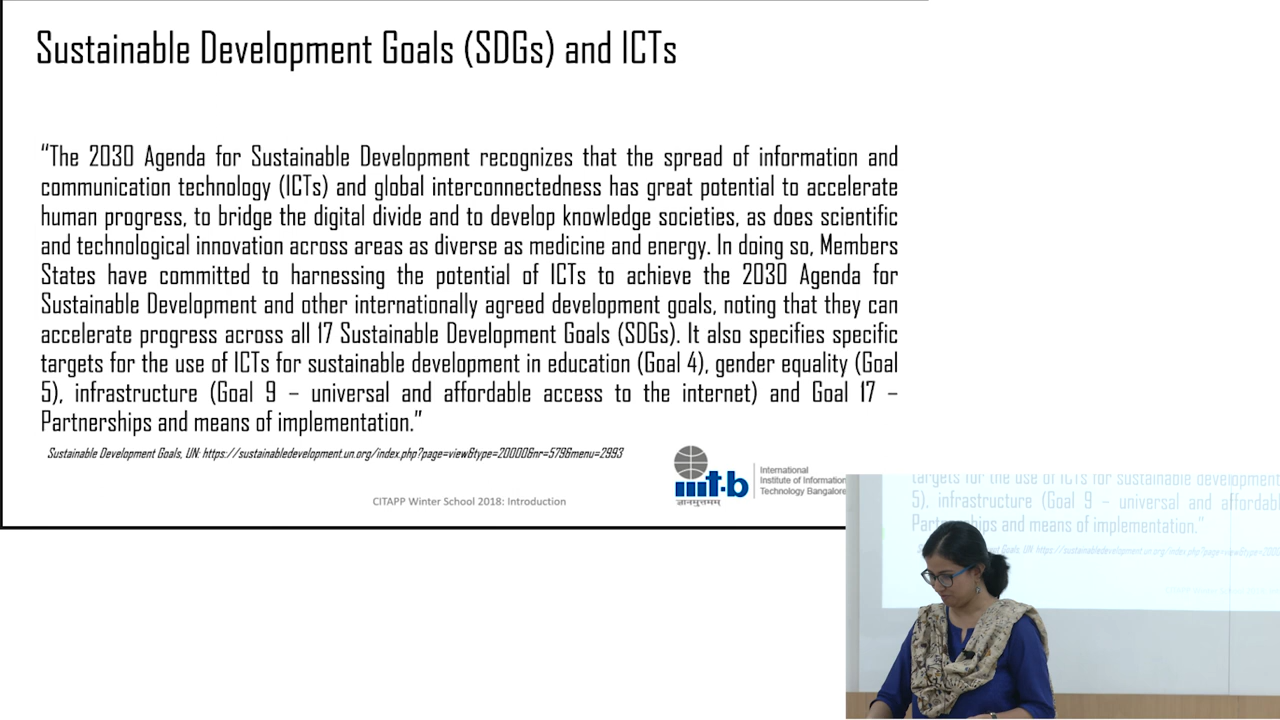 Sustainable Development Goals (SDGs) and ICTs
“The 2030 Agenda for Sustainable Development recognizes that the spread of information and
communication technology (ICTs) and global interconnectedness has great potential to accelerate
human progress, to bridge the digital divide and to develop knowledge societies, as does scientific
and technological innovation across areas as diverse as medicine and energy. In doing so, Members
States have committed to harnessing the potential of ICTs to achieve the 2030 Agenda for
Sustainable Development and other internationally agreed development goals, noting that they can
accelerate progress across all 17 Sustainable Development Goals (SDGs). It also specifies specific
targets for the use of ICTs for sustainable development in education (Goal 4), gender equality (Goal
5), infrastructure (Goal 9 – universal and affordable access to the internet) and Goal 17 –
Partnerships and means of implementation.”
Sustainable Development Goals, UN: https://sustainabledevelopment.un.org/index.php?page=view&type=20000&nr=579&menu=2993
CITAPP Winter School 2018: Introduction
iiit-b
ज्ञानमुत्तमम्
International
Institute of Information
Technology Bangalore
targets for the use of ICTs for sustainable development
5), infrastructure (Goal 9 – universal and
and means of implementation.”